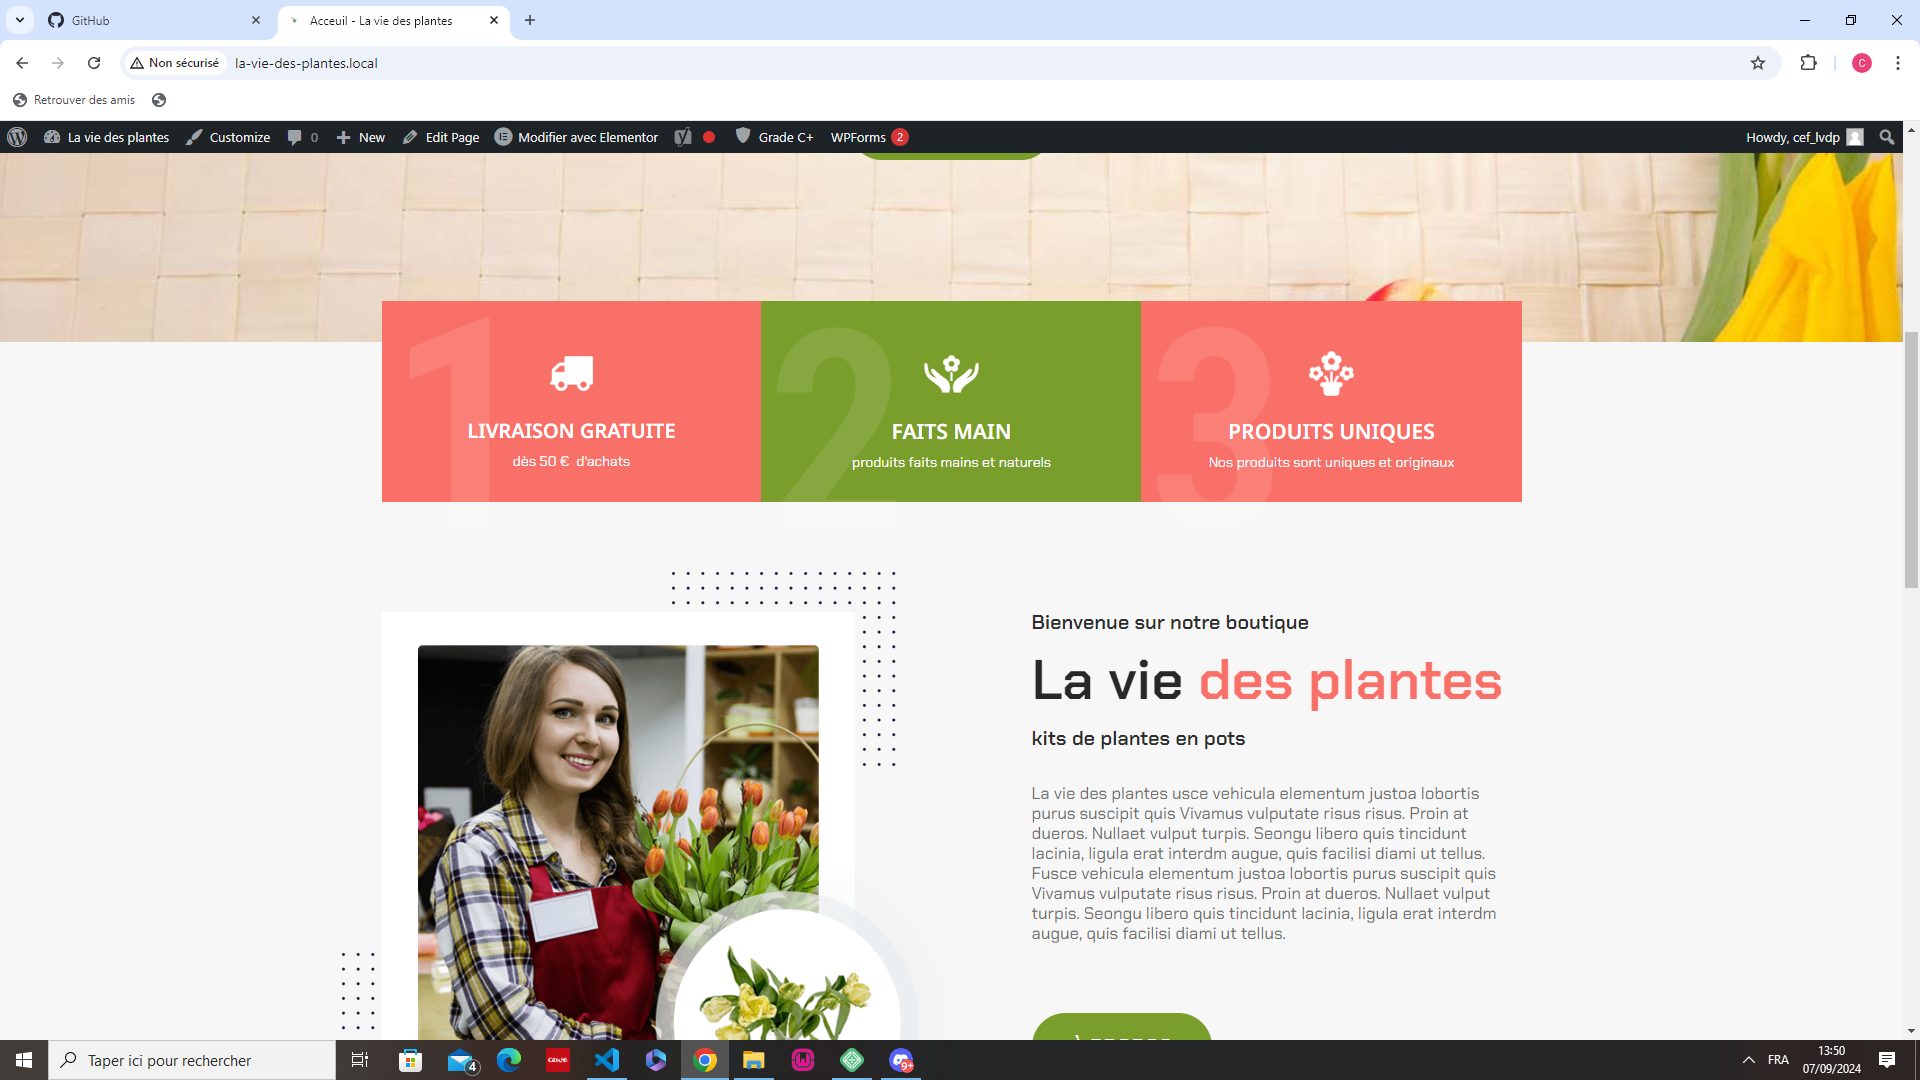 GitHub
Acceuil - La vie des plantes
Non sécurisé
la-vie-des-plantes.local
C
Retrouver des amis
La vie des plantes
Customize
0
New
Edit Page
Modifier avec Elementor
Grade C+
WPForms 2
Howdy, cef_lvdp
1
LIVRAISON GRATUITE
dès 50 € d'achats
2
FAITS MAIN
produits faits mains et naturels
3
PRODUITS UNIQUES
Nos produits sont uniques et originaux
Bienvenue sur notre boutique
La vie des plantes
kits de plantes en pots
La vie des plantes usce vehicula elementum justoa lobortis
purus suscipit quis Vivamus vulputate risus risus. Proin at
dueros. Nullaet vulput turpis. Seongu libero quis tincidunt
lacinia, ligula erat interdm augue, quis facilisi diami ut tellus.
Fusce vehicula elementum justoa lobortis purus suscipit quis
Vivamus vulputate risus risus. Proin at dueros. Nullaet vulput
turpis. Seongu libero quis tincidunt lacinia, ligula erat interdm
augue, quis facilisi diami ut tellus.
Taper ici pour rechercher
4
CEWE
9+
FRA
13:50
07/09/2024